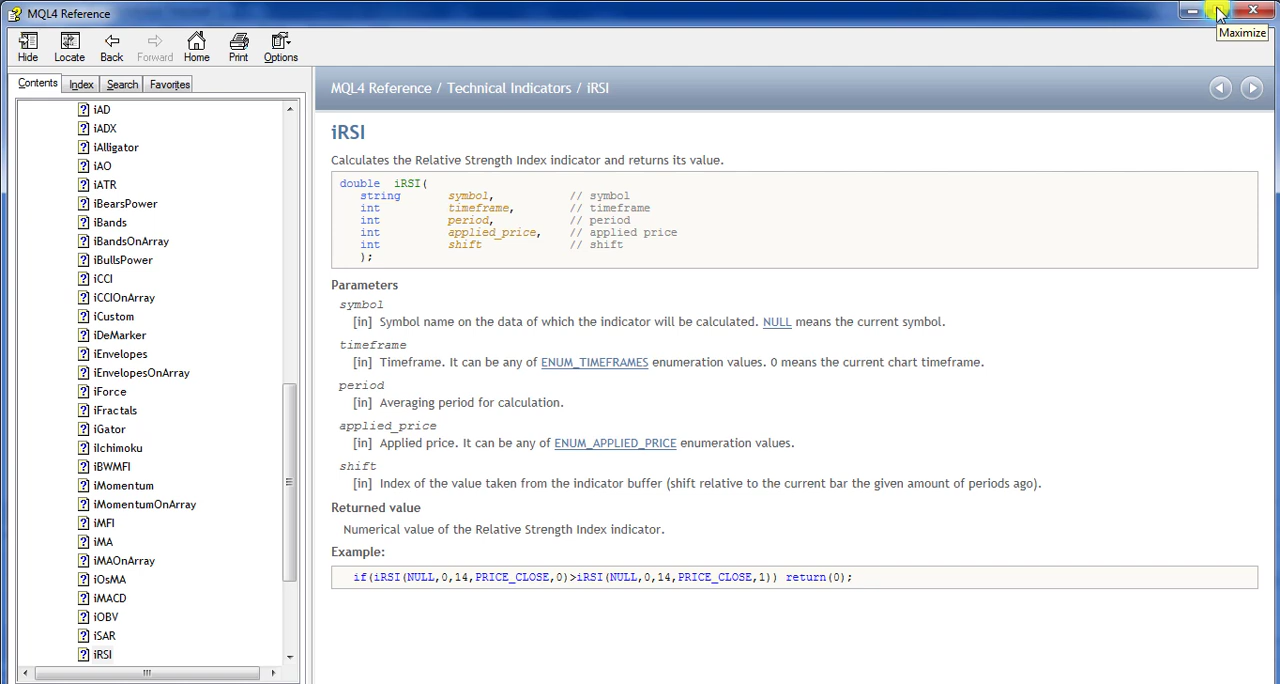 MQL4 Reference
Maximize
Hide Locate Back Forward Home Print Options
Contents Index Search Favorites
iAD
iADX
iAlligator
iAO
iATR
iBearsPower
iBands
iBandsOnArray
iBullsPower
iCCI
iCCIOnArray
iCustom
iDeMarker
iEnvelopes
iEnvelopesOnArray
iForce
iFractals
iGator
iIchimoku
iBWMFI
iMomentum
iMomentumOnArray
iMFI
iMA
iMAOnArray
iOsMA
iMACD
iOBV
iSAR
iRSI
MQL4 Reference / Technical Indicators / iRSI
iRSI
Calculates the Relative Strength Index indicator and returns its value.
double iRSI(
string symbol, // symbol
int timeframe, // timeframe
int period, // period
int applied_price, // applied price
int shift // shift
);
Parameters
symbol
[in] Symbol name on the data of which the indicator will be calculated. NULL means the current symbol.
timeframe
[in] Timeframe. It can be any of ENUM_TIMEFRAMES enumeration values. 0 means the current chart timeframe.
period
[in] Averaging period for calculation.
applied_price
[in] Applied price. It can be any of ENUM_APPLIED_PRICE enumeration values.
shift
[in] Index of the value taken from the indicator buffer (shift relative to the current bar the given amount of periods ago).
Returned value
Numerical value of the Relative Strength Index indicator.
Example:
if(iRSI(NULL,0,14,PRICE_CLOSE,0)>iRSI(NULL,0,14,PRICE_CLOSE,1)) return(0);